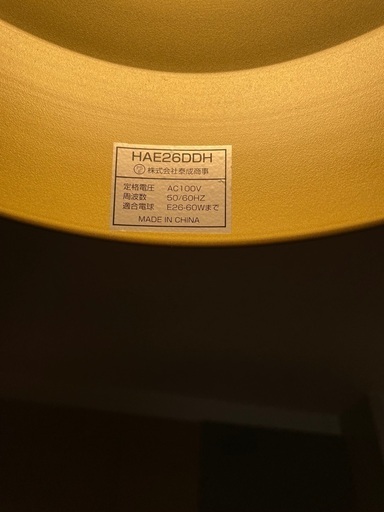 HAE26DDH
株式会社泰成商事
定格電圧 AC100V
周波数 50/60HZ
適合電球 E26-60Wまで
MADE IN CHINA